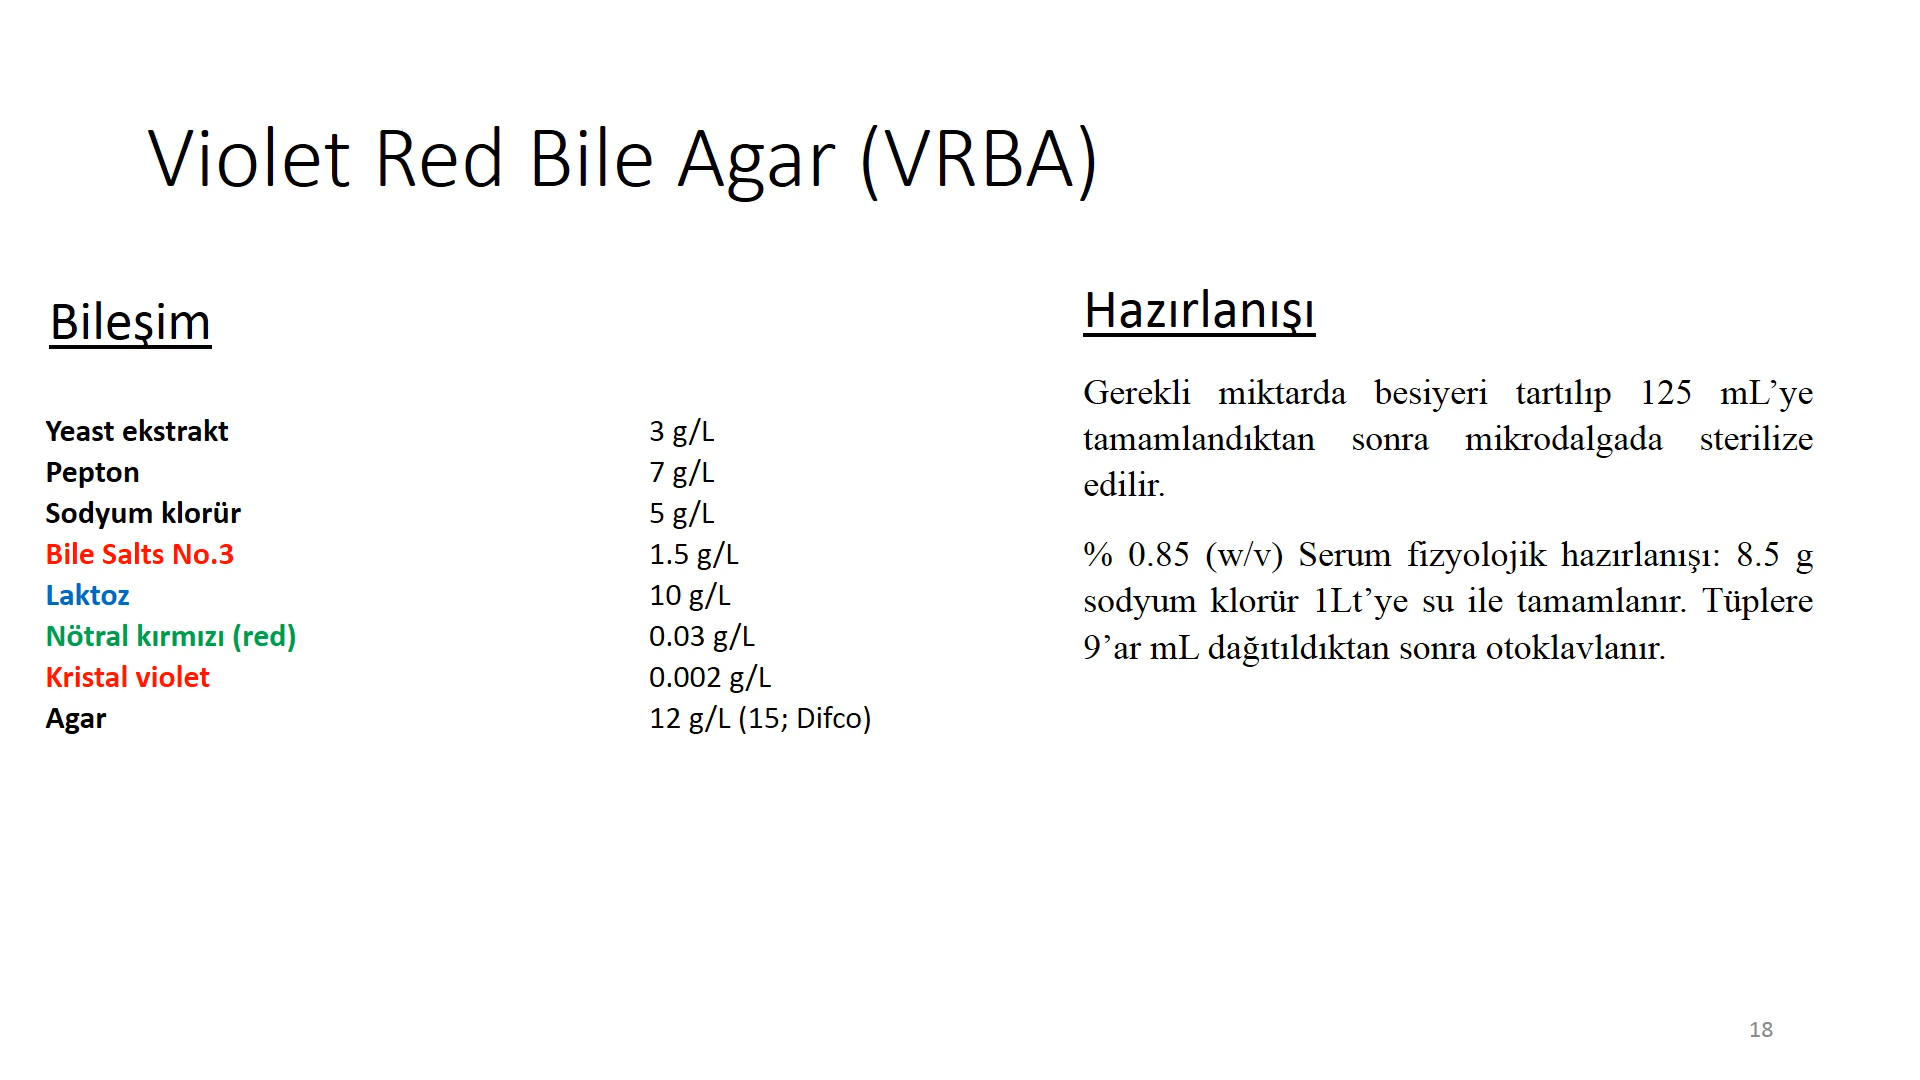 Violet Red Bile Agar (VRBA)
Bileşim
Yeast ekstrakt 3 g/L
Pepton 7 g/L
Sodyum klorür 5 g/L
Bile Salts No.3 1.5 g/L
Laktoz 10 g/L
Nötral kırmızı (red) 0.03 g/L
Kristal violet 0.002 g/L
Agar 12 g/L (15; Difco)
Hazırlanışı
Gerekli miktarda besiyeri tartılıp 125 mL’ye
tamamlandıktan sonra mikrodalgada sterilize
edilir.
% 0.85 (w/v) Serum fizyolojik hazırlanışı: 8.5 g
sodyum klorür 1Lt’ye su ile tamamlanır. Tüplere
9’ar mL dağıtıldıktan sonra otoklavlanır.
18